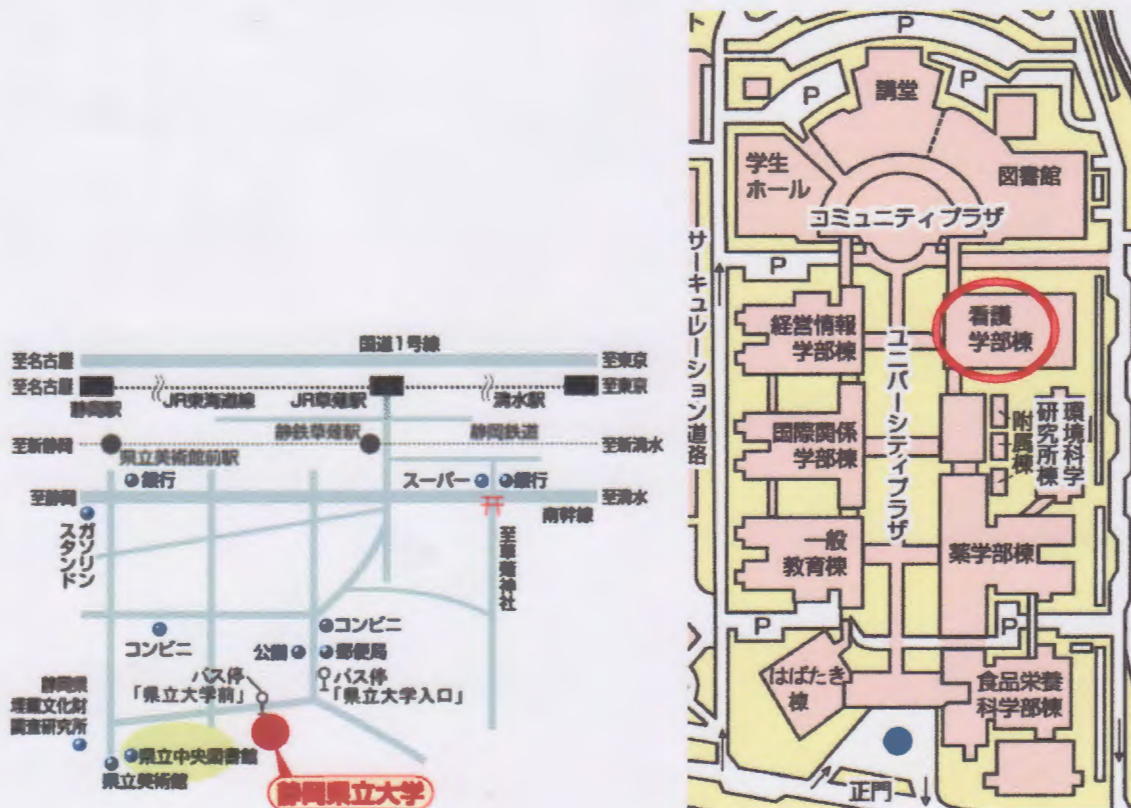 国道1号線
至名古屋
至東京
至名古屋
至東京
静岡駅
JR東海道線
JR草薙駅
清水駅
至新静岡
静鉄草薙駅
静岡鉄道
至新清水
県立美術館前駅
銀行
スーパー
銀行
至静岡
至清水
南幹線
ガソリン
スタンド
至草薙神社
コンビニ
コンビニ
公園
郵便局
バス停
「県立大学前」
バス停
「県立大学入口」
静岡県
埋蔵文化財
調査研究所
県立中央図書館
県立美術館
静岡県立大学
ト
P
P
講堂
P
学生
ホール
図書館
コミュニティプラザ
サーキュレーション道路
P
経営情報
学部棟
ユニバーシティプラザ
看護
学部棟
国際関係
学部棟
附属棟
環境科学
研究所棟
一般
教育棟
薬学部棟
P
P
はばたき
棟
食品栄養
科学部棟
正門